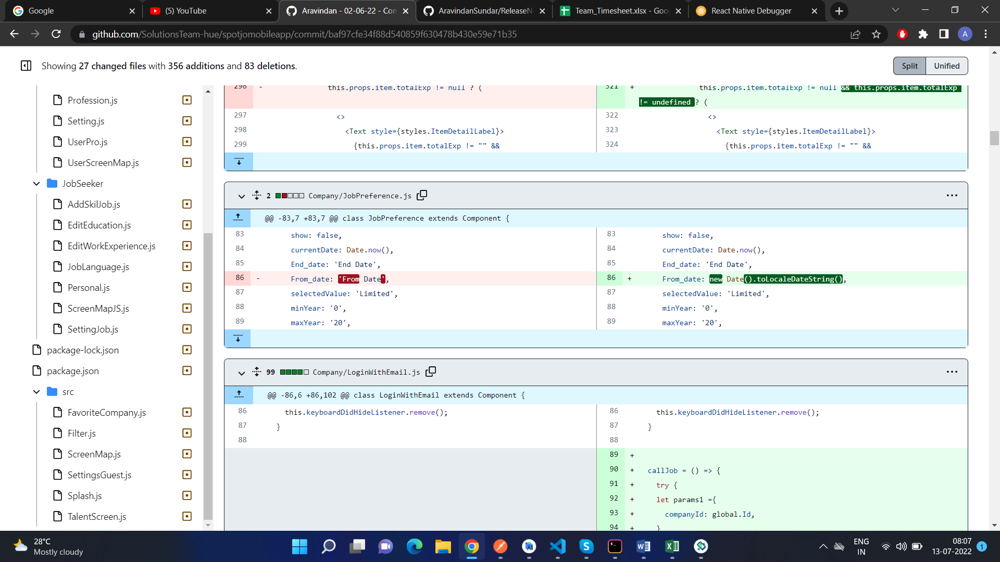 Google
(5) YouTube
Aravindan - 02-06-22 - Com
AravindanSundar/ReleaseNo
Team_Timesheet.xlsx - Goo
React Native Debugger
github.com/SolutionsTeam-hue/spotjomobileapp/commit/baf97cfe34f88d540859f630478b430e59e71b35
A
Showing 27 changed files with 356 additions and 83 deletions.
Split
Unified
Profession.js
Setting.js
UserPro.js
UserScreenMap.js
JobSeeker
AddSkilJob.js
EditEducation.js
EditWorkExperience.js
JobLanguage.js
Personal.js
ScreenMapJS.js
SettingJob.js
package-lock.json
package.json
src
FavoriteCompany.js
Filter.js
ScreenMap.js
SettingsGuest.js
Splash.js
TalentScreen.js
296 - this.props.item.totalExp != null ? (
297 <>
298 <Text style={styles.ItemDetailLabel}>
299 {this.props.item.totalExp != "" &&
321 + this.props.item.totalExp != null && this.props.item.totalExp
!= undefined ? (
322 <>
323 <Text style={styles.ItemDetailLabel}>
324 {this.props.item.totalExp != "" &&
2 Company/JobPreference.js
@@ -83,7 +83,7 @@ class JobPreference extends Component {
83 show: false,
84 currentDate: Date.now(),
85 End_date: 'End Date',
86 - From_date: 'From Date',
87 selectedValue: 'Limited',
88 minYear: '0',
89 maxYear: '20',
83 show: false,
84 currentDate: Date.now(),
85 End_date: 'End Date',
86 + From_date: new Date().toLocaleDateString(),
87 selectedValue: 'Limited',
88 minYear: '0',
89 maxYear: '20',
99 Company/LoginWithEmail.js
@@ -86,6 +86,102 @@ class LoginWithEmail extends Component {
86 this.keyboardDidHideListener.remove();
87 }
88
86 this.keyboardDidHideListener.remove();
87 }
88
89 +
90 + callJob = () => {
91 + try {
92 + let params1 ={
93 + companyId: global.Id,
94 + }
28°C
Mostly cloudy
ENG
IN
08:07
13-07-2022
1